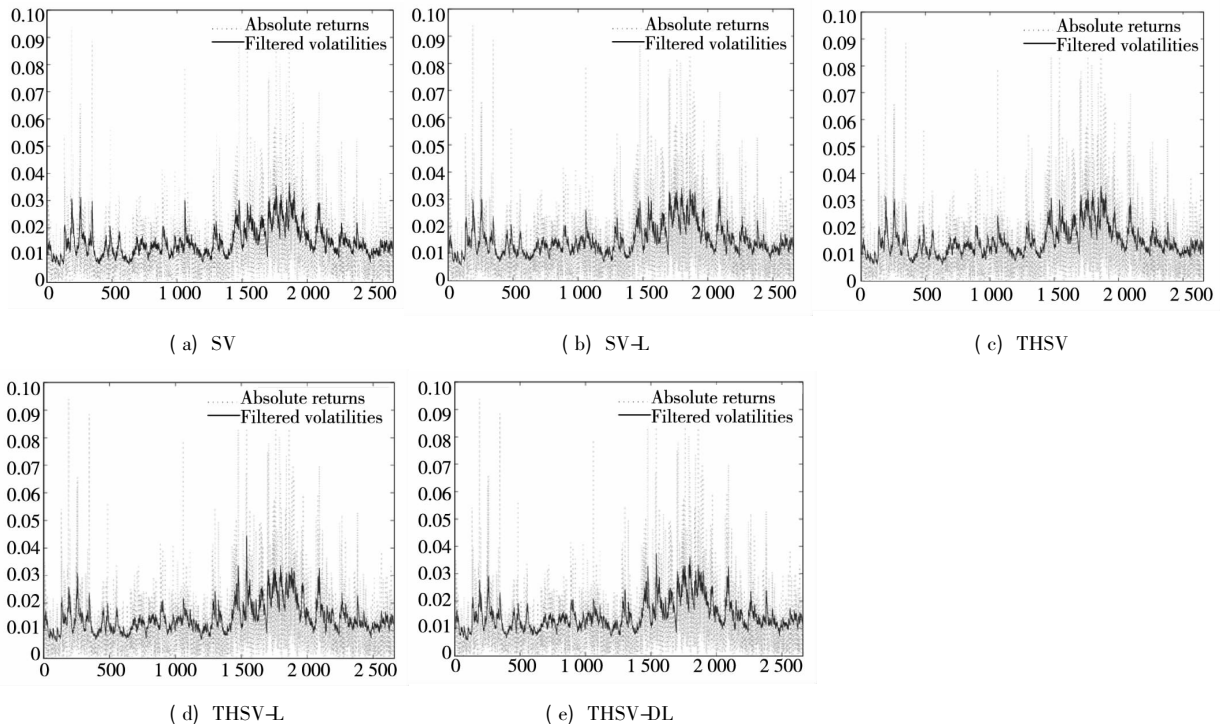 0.10
0.09
0.08
0.07
0.06
0.05
0.04
0.03
0.02
0.01
0
Absolute returns
Filtered volatilities
0 500 1 000 1 500 2 000 2 500
( a) SV
0.10
0.09
0.08
0.07
0.06
0.05
0.04
0.03
0.02
0.01
0
Absolute returns
Filtered volatilities
0 500 1 000 1 500 2 000 2 500
( b) SV-L
0.10
0.09
0.08
0.07
0.06
0.05
0.04
0.03
0.02
0.01
0
Absolute returns
Filtered volatilities
0 500 1 000 1 500 2 000 2 500
( c) THSV
0.10
0.09
0.08
0.07
0.06
0.05
0.04
0.03
0.02
0.01
0
Absolute returns
Filtered volatilities
0 500 1 000 1 500 2 000 2 500
( d) THSV-L
0.10
0.09
0.08
0.07
0.06
0.05
0.04
0.03
0.02
0.01
0
Absolute returns
Filtered volatilities
0 500 1 000 1 500 2 000 2 500
( e) THSV-DL